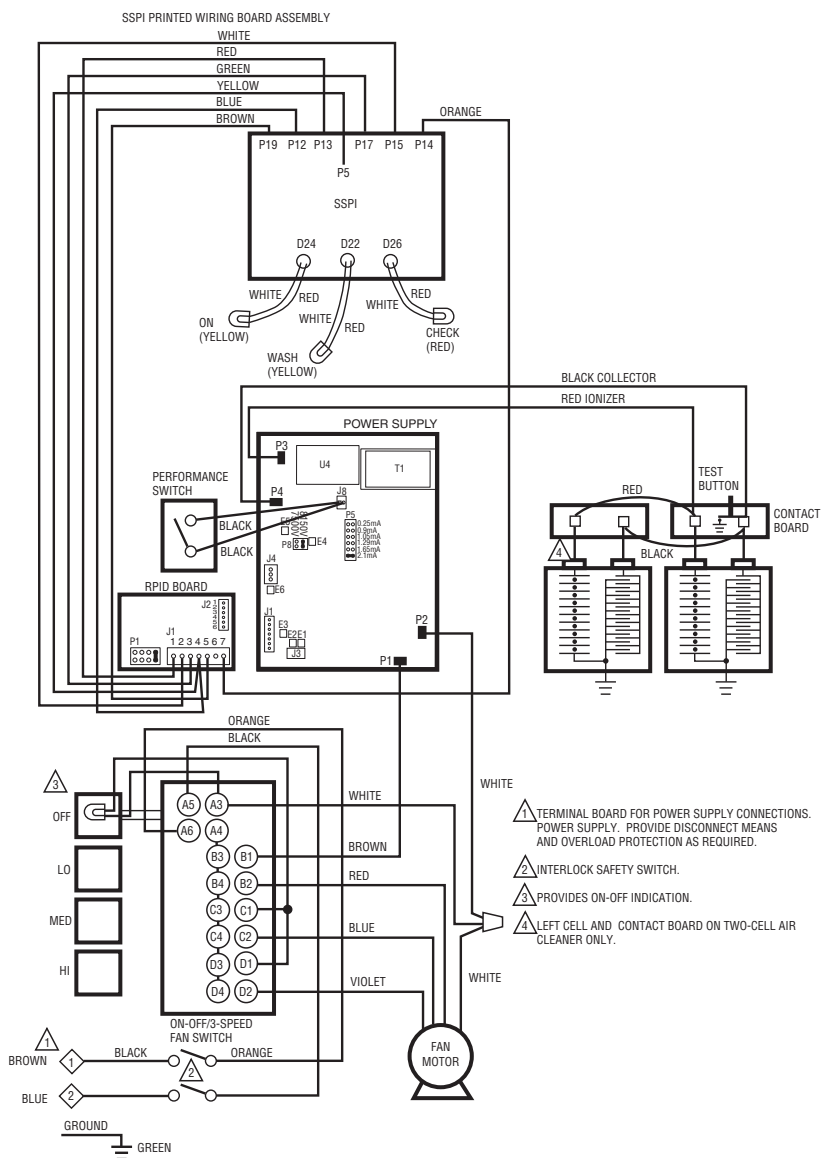 SSPI PRINTED WIRING BOARD ASSEMBLY
WHITE
RED
GREEN
YELLOW
BLUE
BROWN
ORANGE
P19 P12 P13 P17 P15 P14
P5
SSPI
D24 D22 D26
WHITE RED
WHITE RED
WHITE RED
ON
(YELLOW)
WASH
(YELLOW)
CHECK
(RED)
BLACK COLLECTOR
RED IONIZER
POWER SUPPLY
P3
U4
T1
P4
J8
PERFORMANCE
SWITCH
BLACK
BLACK
P5
0.25mA
0.9mA
1.05mA
1.29mA
1.65mA
2.1mA
E5
P8
E4
J4
E6
J1
E3
E2E1
J3
P2
P1
RED
TEST
BUTTON
CONTACT
BOARD
BLACK
4
RPID BOARD
J2
1
2
3
4
5
6
P1
J1
1 2 3 4 5 6 7
ORANGE
BLACK
3
OFF
LO
MED
HI
A5 A3
A6 A4
B3 B1
B4 B2
C3 C1
C4 C2
D3 D1
D4 D2
WHITE
BROWN
RED
BLUE
VIOLET
WHITE
WHITE
FAN
MOTOR
ON-OFF/3-SPEED
FAN SWITCH
1
BROWN
1
BLACK
ORANGE
2
BLUE
2
GROUND
GREEN
1 TERMINAL BOARD FOR POWER SUPPLY CONNECTIONS.
POWER SUPPLY. PROVIDE DISCONNECT MEANS
AND OVERLOAD PROTECTION AS REQUIRED.
2 INTERLOCK SAFETY SWITCH.
3 PROVIDES ON-OFF INDICATION.
4 LEFT CELL AND CONTACT BOARD ON TWO-CELL AIR
CLEANER ONLY.